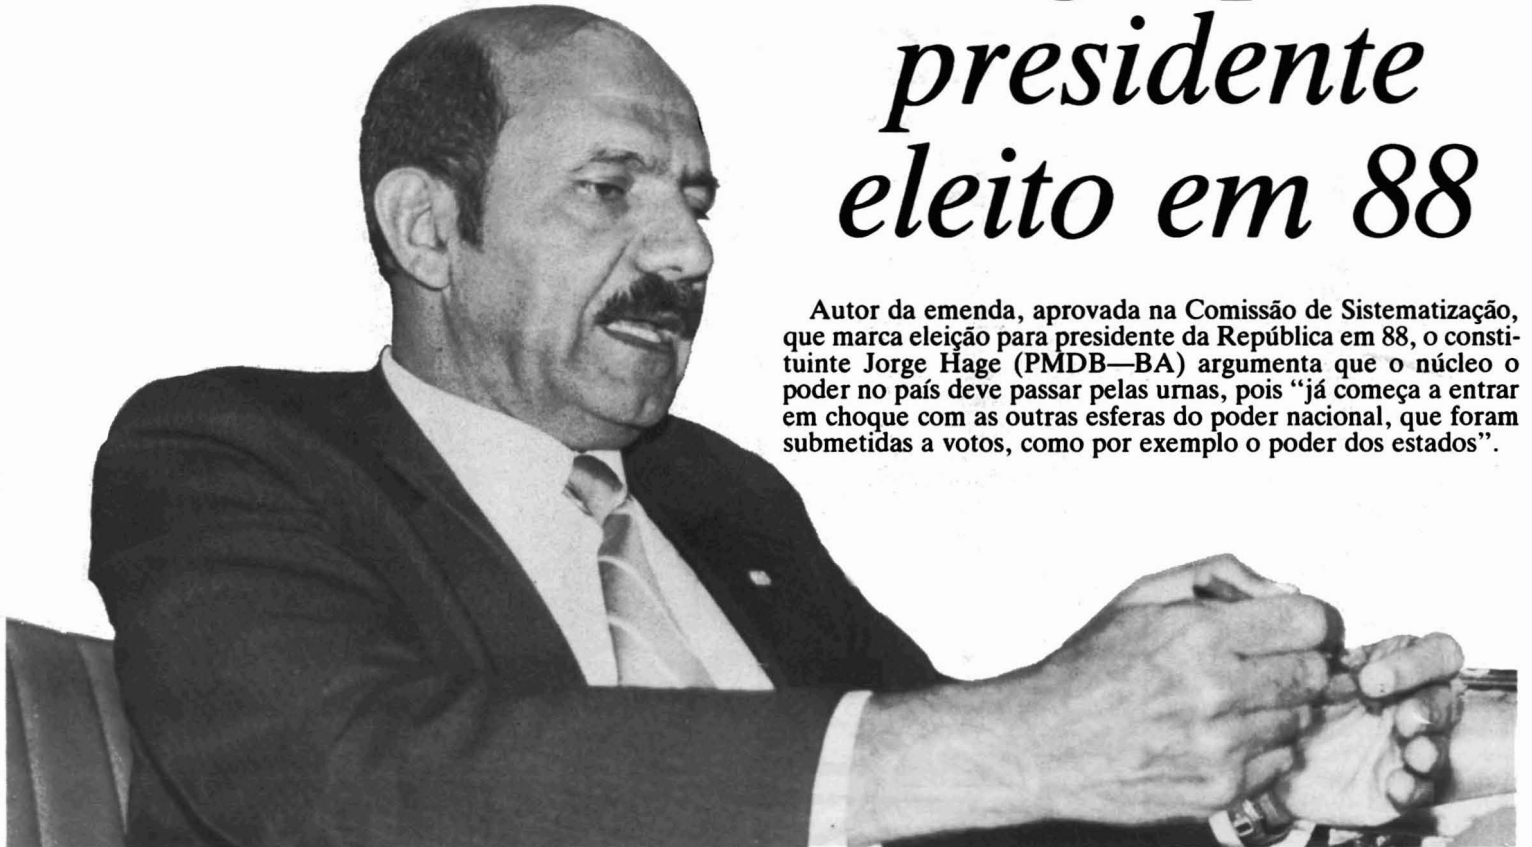 presidente
eleito em 88
Autor da emenda, aprovada na Comissão de Sistematização,
que marca eleição para presidente da República em 88, o consti-
tuinte Jorge Hage (PMDB—BA) argumenta que o núcleo o
poder no país deve passar pelas urnas, pois “já começa a entrar
em choque com as outras esferas do poder nacional, que foram
submetidas a votos, como por exemplo o poder dos estados”.